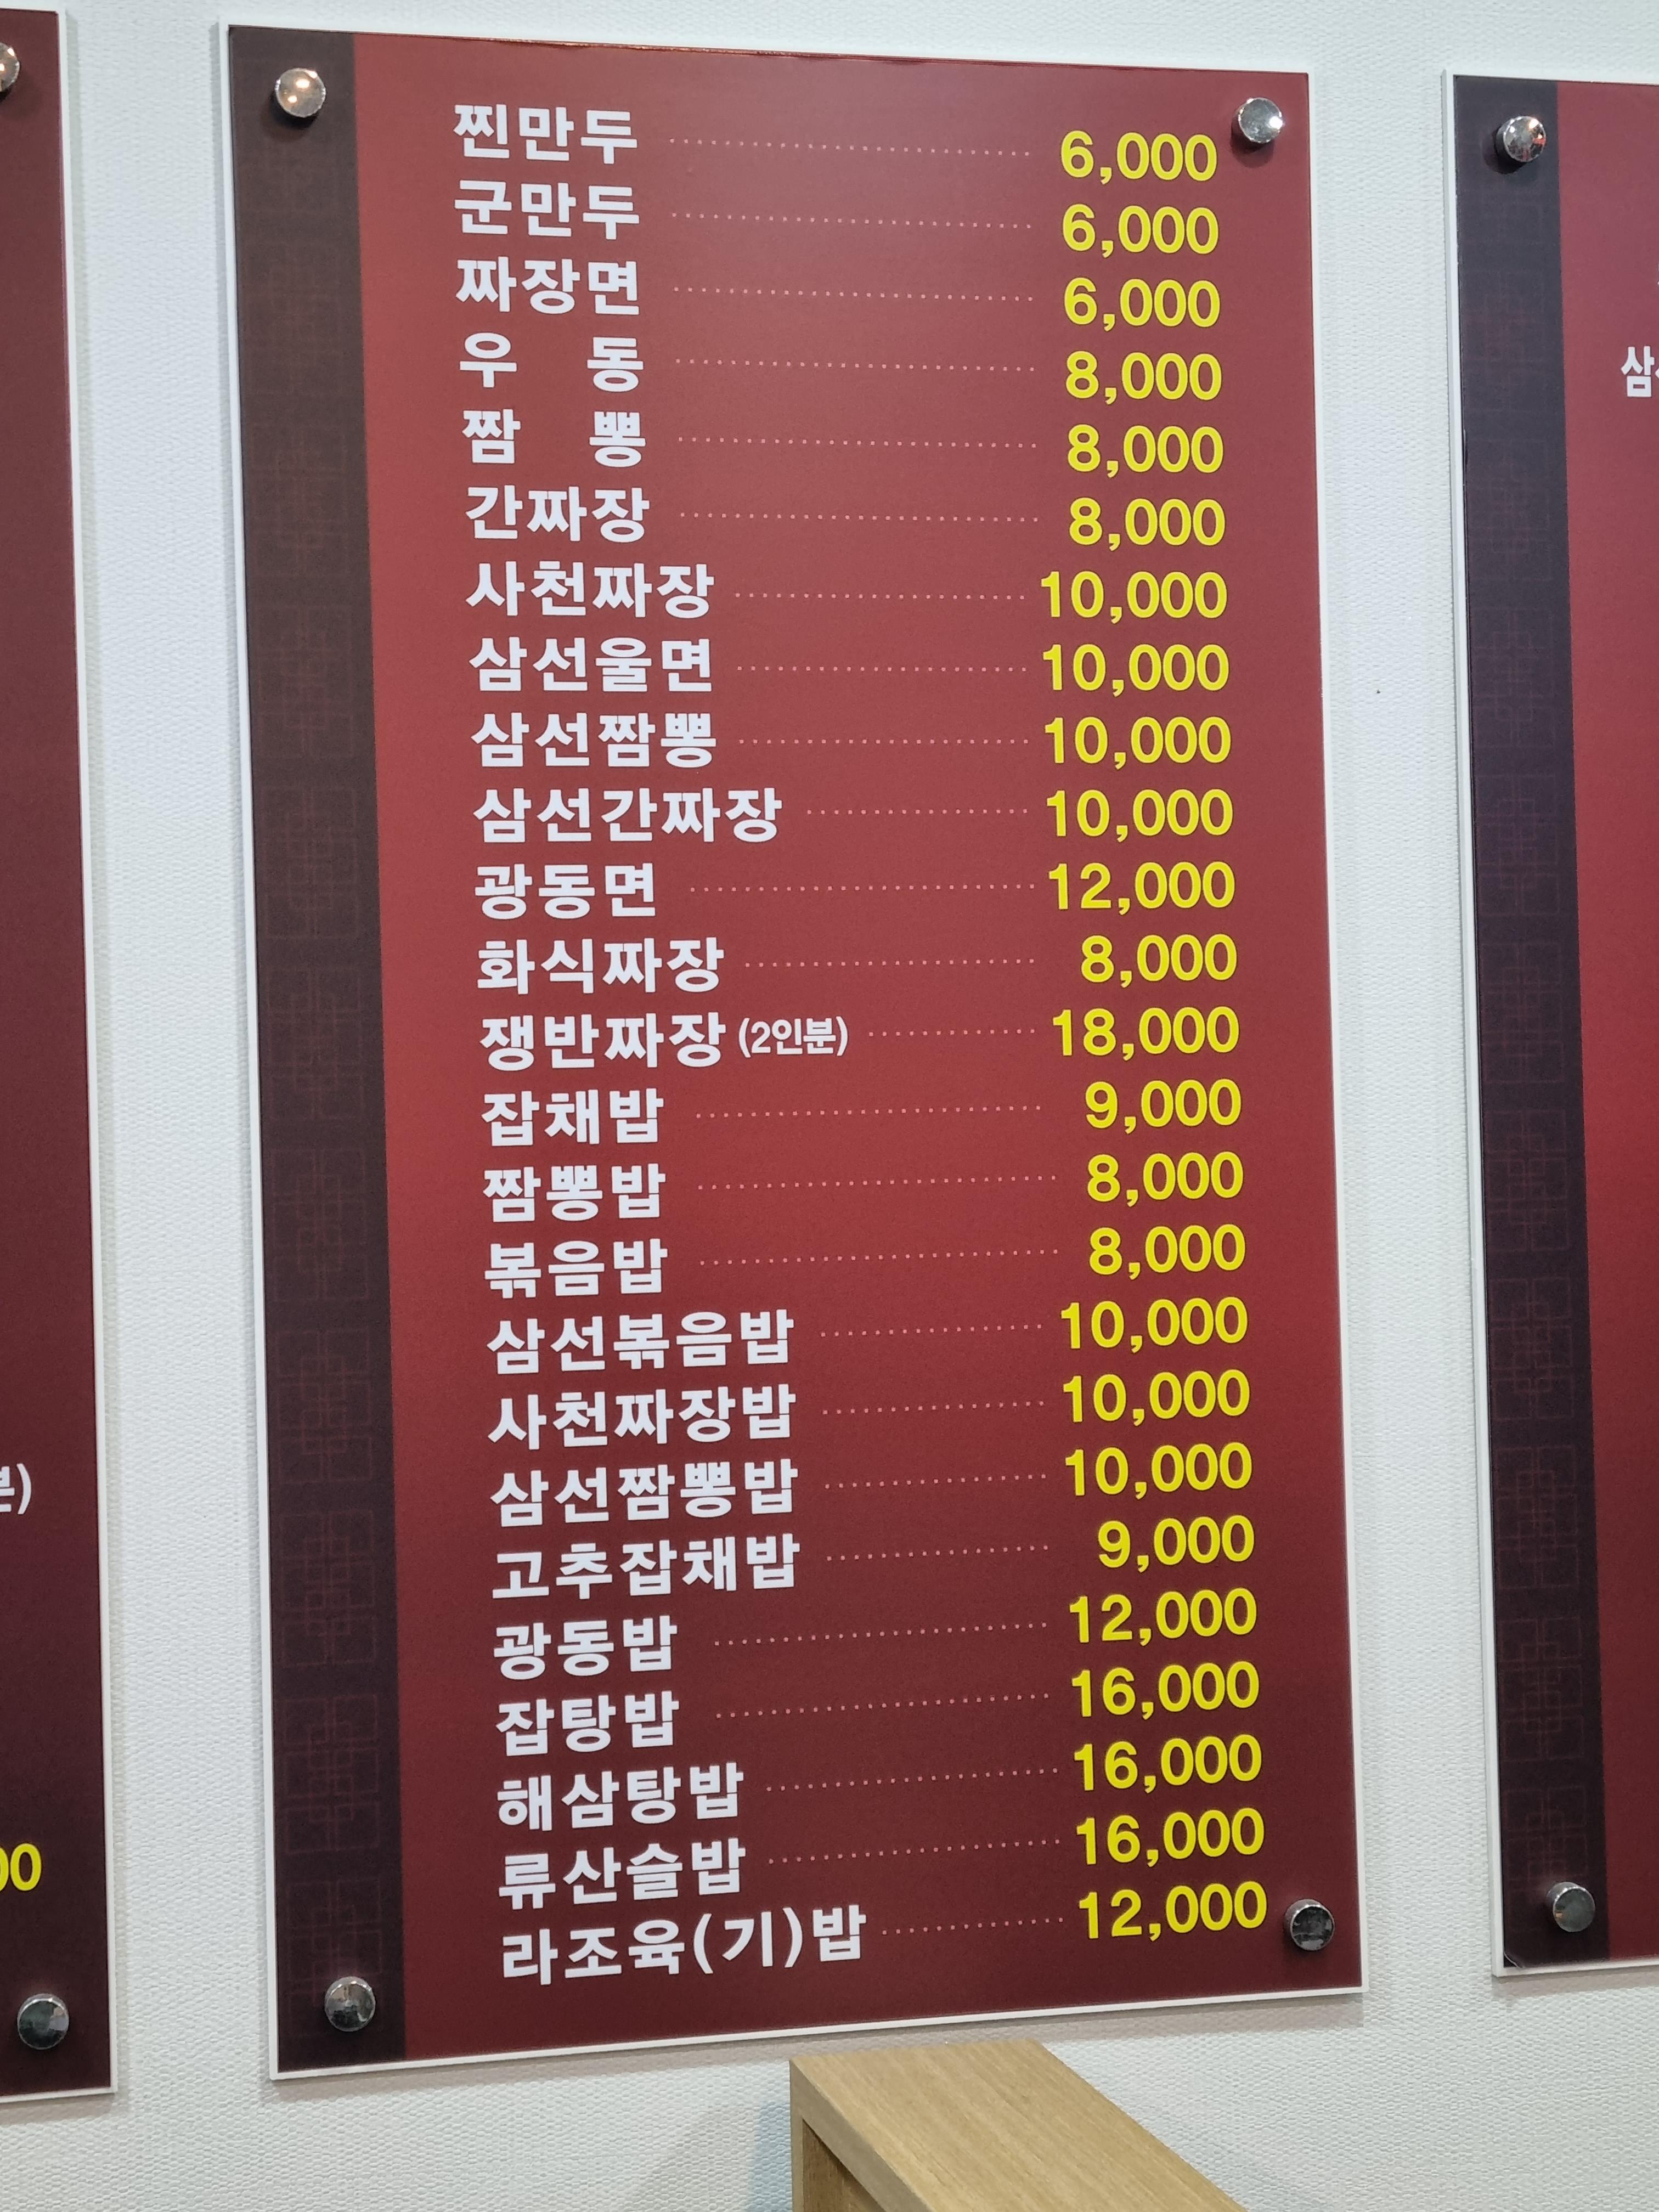 찐만두 6,000
군만두 6,000
짜장면 6,000
우 동 8,000
짬 뽕 8,000
간짜장 8,000
사천짜장 10,000
삼선울면 10,000
삼선짬뽕 10,000
삼선간짜장 10,000
광동면 12,000
화식짜장 8,000
쟁반짜장 (2인분) 18,000
잡채밥 9,000
짬뽕밥 8,000
볶음밥 8,000
삼선볶음밥 10,000
사천짜장밥 10,000
삼선짬뽕밥 10,000
고추잡채밥 9,000
광동밥 12,000
잡탕밥 16,000
해삼탕밥 16,000
류산슬밥 16,000
라조육(기)밥 12,000